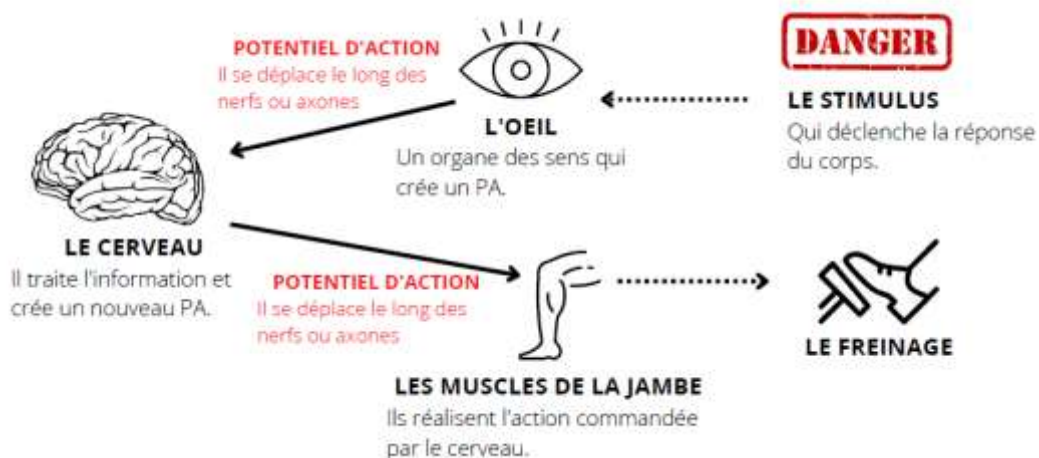 DANGER
LE STIMULUS
Qui déclenche la réponse
du corps.
POTENTIEL D'ACTION
Il se déplace le long des
nerfs ou axones
L'OEIL
Un organe des sens qui
crée un PA.
LE CERVEAU
Il traite l'information et
crée un nouveau PA.
POTENTIEL D'ACTION
Il se déplace le long des
nerfs ou axones
LES MUSCLES DE LA JAMBE
Ils réalisent l'action commandée
par le cerveau.
LE FREINAGE